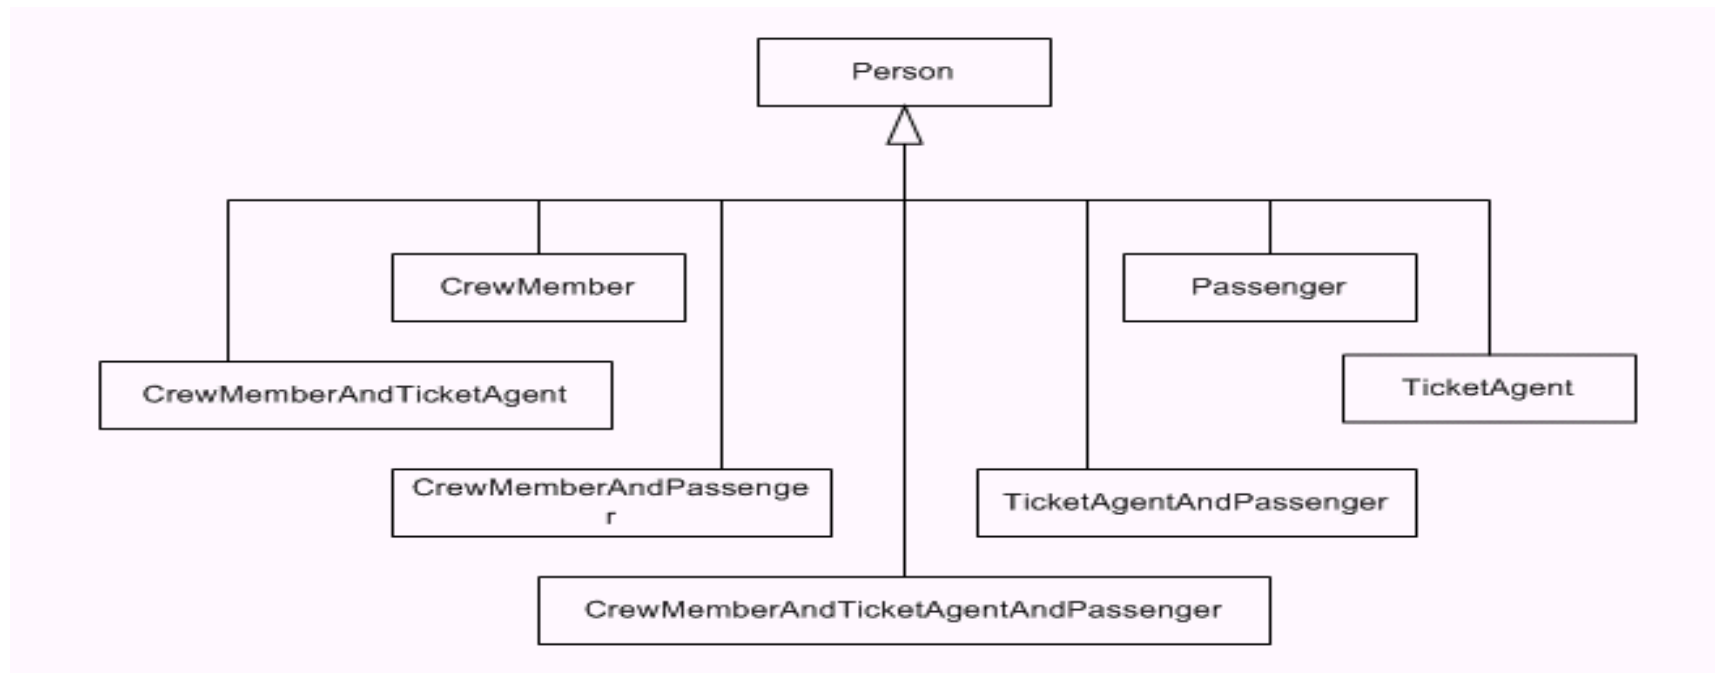 Person
CrewMember
Passenger
CrewMemberAndTicketAgent
TicketAgent
CrewMemberAndPassenge
r
TicketAgentAndPassenger
CrewMemberAndTicketAgentAndPassenger